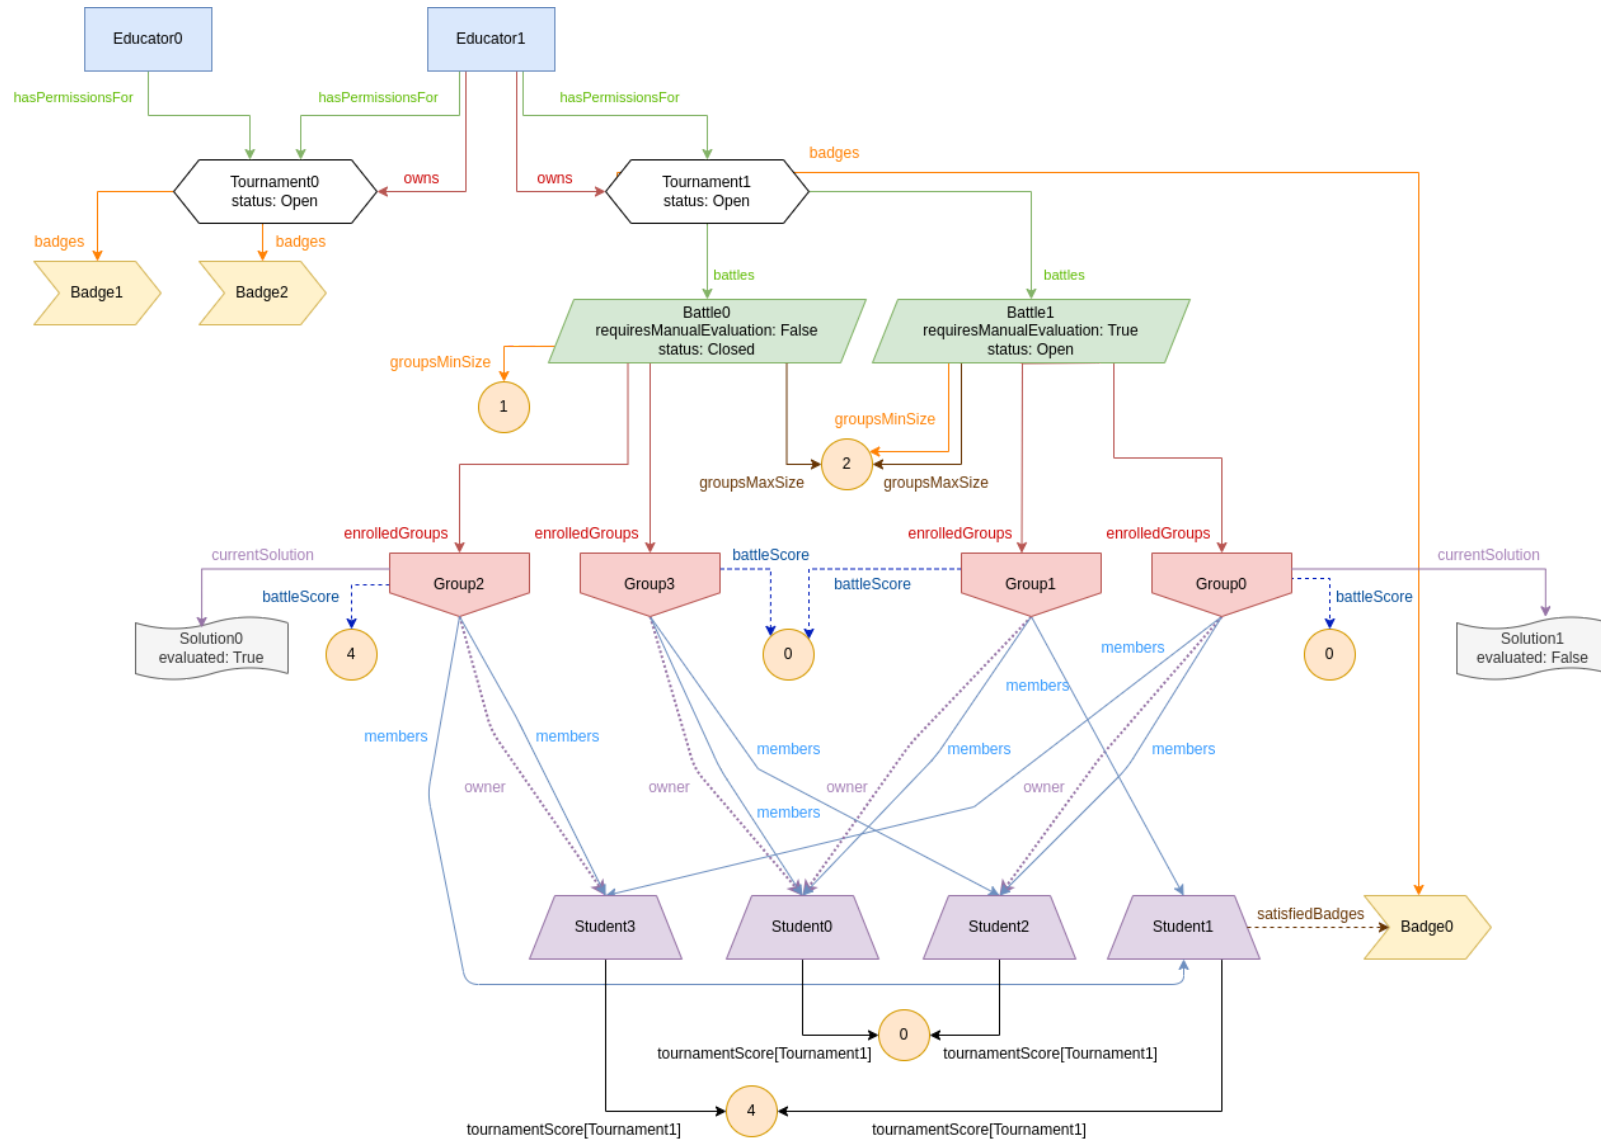 Educator0
Educator1
hasPermissionsFor
hasPermissionsFor
hasPermissionsFor
badges
Tournament0
status: Open
owns
owns
Tournament1
status: Open
badges
badges
battles
battles
Badge1
Badge2
Battle0
requiresManualEvaluation: False
status: Closed
Battle1
requiresManualEvaluation: True
status: Open
groupsMinSize
1
groupsMinSize
2
groupsMaxSize
groupsMaxSize
enrolledGroups
enrolledGroups
enrolledGroups
enrolledGroups
currentSolution
battleScore
currentSolution
Group2
Group3
battleScore
Group1
Group0
battleScore
battleScore
Solution0
evaluated: True
4
0
0
Solution1
evaluated: False
members
members
members
members
members
members
members
owner
owner
owner
owner
members
Student3
Student0
Student2
Student1
satisfiedBadges
Badge0
0
tournamentScore[Tournament1]
tournamentScore[Tournament1]
4
tournamentScore[Tournament1]
tournamentScore[Tournament1]